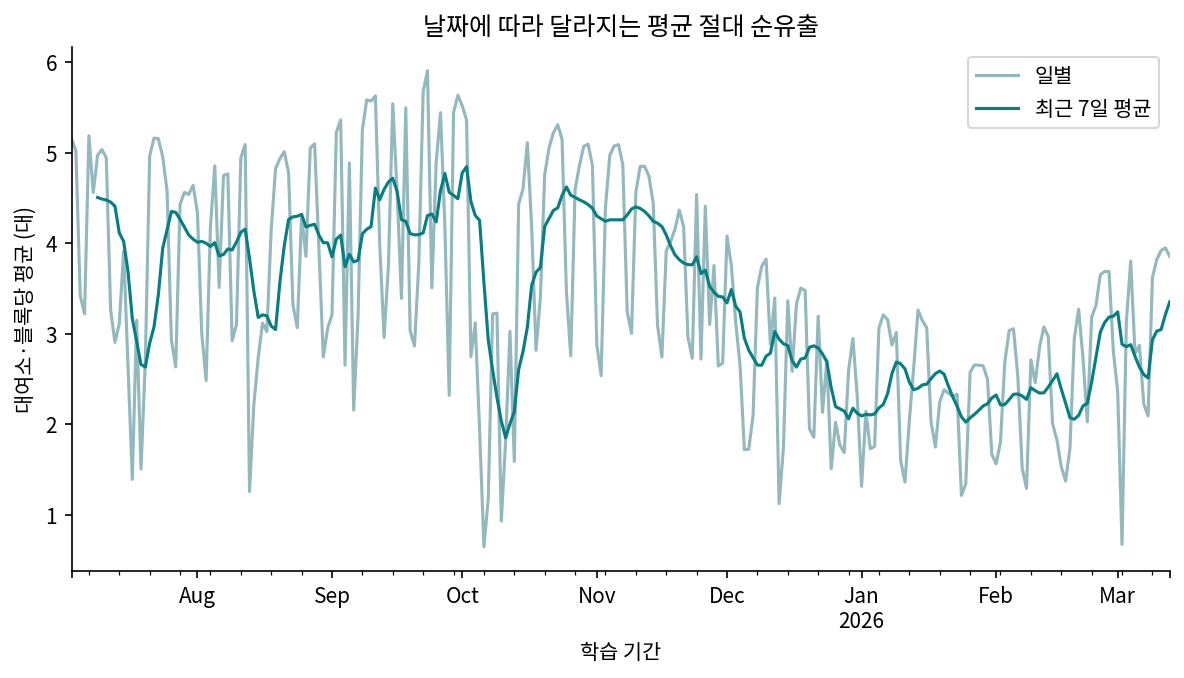 날짜에 따라 달라지는 평균 절대 순유출
일별
최근 7일 평균
대여소·블록당 평균 (대)
6
5
4
3
2
1
Aug
Sep
Oct
Nov
Dec
Jan
Feb
Mar
2026
학습 기간